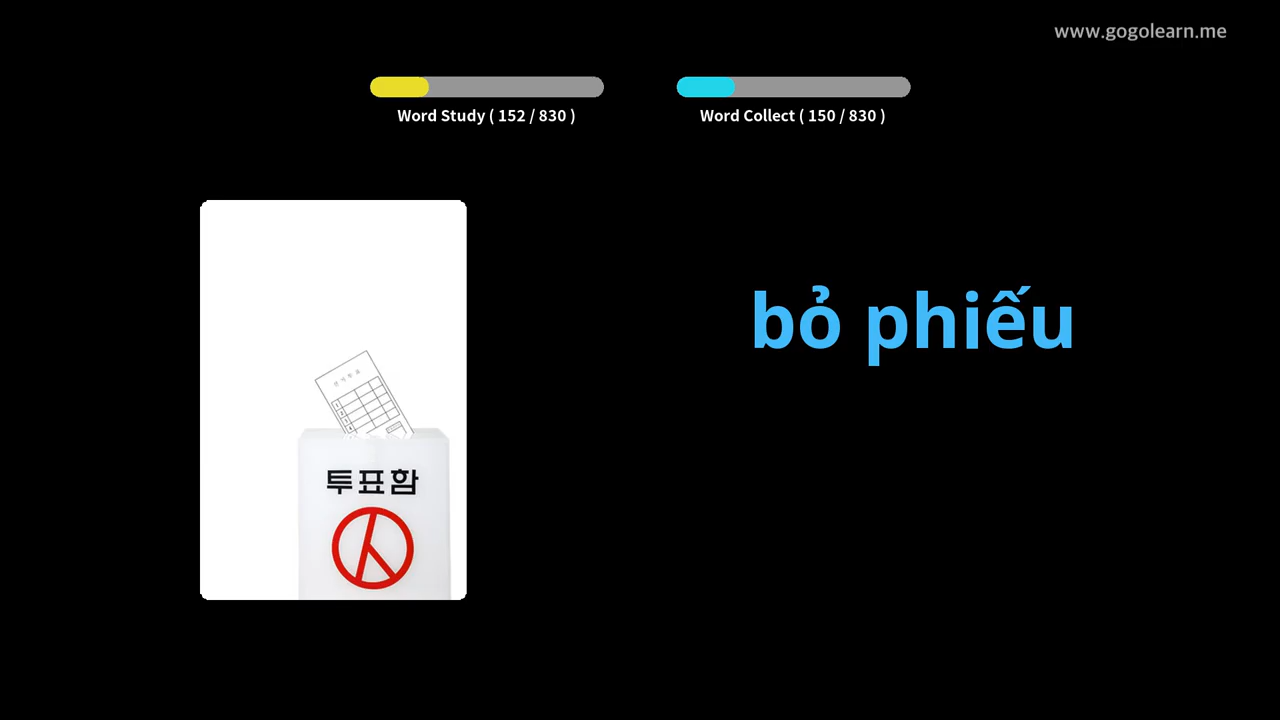 www.gogolearn.me
Word Study ( 152 / 830 )
Word Collect ( 150 / 830 )
bỏ phiếu
투표함